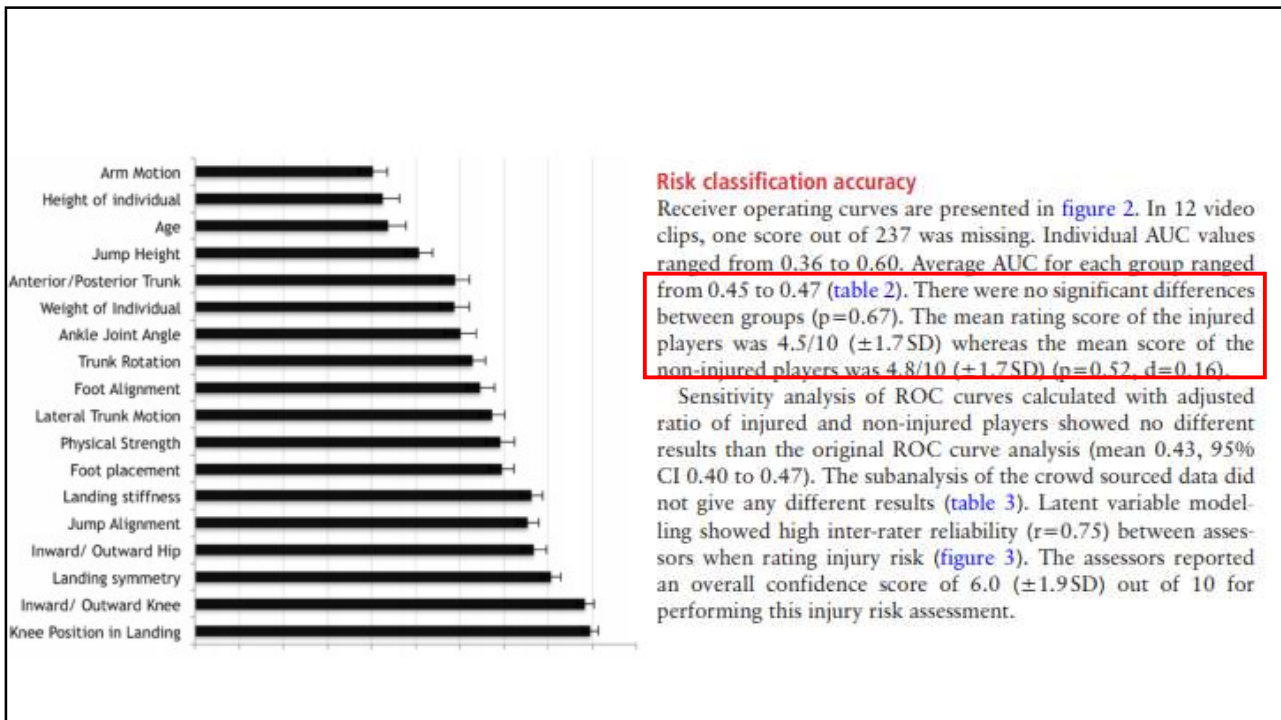 Arm Motion
Height of individual
Age
Jump Height
Anterior/Posterior Trunk
Weight of Individual
Ankle Joint Angle
Trunk Rotation
Foot Alignment
Lateral Trunk Motion
Physical Strength
Foot placement
Landing stiffness
Jump Alignment
Inward/ Outward Hip
Landing symmetry
Inward/ Outward Knee
Knee Position in Landing
Risk classification accuracy
Receiver operating curves are presented in figure 2. In 12 video
clips, one score out of 237 was missing. Individual AUC values
ranged from 0.36 to 0.60. Average AUC for each group ranged
from 0.45 to 0.47 (table 2). There were no significant differences
between groups (p=0.67). The mean rating score of the injured
players was 4.5/10 (±1.7SD) whereas the mean score of the
non-injured players was 4.8/10 (±1.7SD) (p=0.52, d=0.16).
Sensitivity analysis of ROC curves calculated with adjusted
ratio of injured and non-injured players showed no different
results than the original ROC curve analysis (mean 0.43, 95%
CI 0.40 to 0.47). The subanalysis of the crowd sourced data did
not give any different results (table 3). Latent variable model-
ling showed high inter-rater reliability (r=0.75) between asses-
sors when rating injury risk (figure 3). The assessors reported
an overall confidence score of 6.0 (±1.9SD) out of 10 for
performing this injury risk assessment.